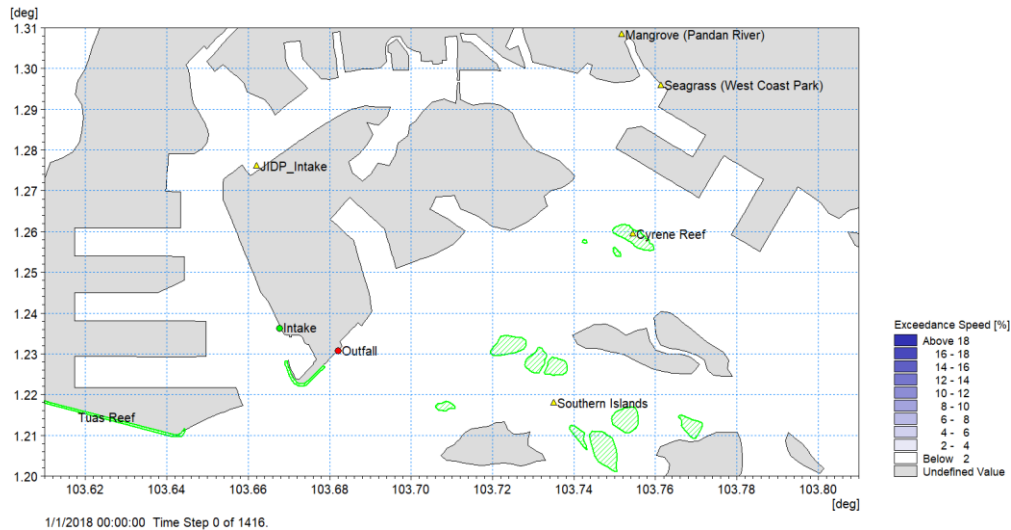 [deg]
1.31
1.30
1.29
1.28
1.27
1.26
1.25
1.24
1.23
1.22
1.21
1.20
Mangrove (Pandan River)
Seagrass (West Coast Park)
JIDP_Intake
Cyrene Reef
Intake
Outfall
Southern Islands
Tuas Reef
103.62 103.64 103.66 103.68 103.70 103.72 103.74 103.76 103.78 103.80
[deg]
Exceedance Speed [%]
Above 18
16 - 18
14 - 16
12 - 14
10 - 12
8 - 10
6 - 8
4 - 6
2 - 4
Below 2
Undefined Value
1/1/2018 00:00:00 Time Step 0 of 1416.